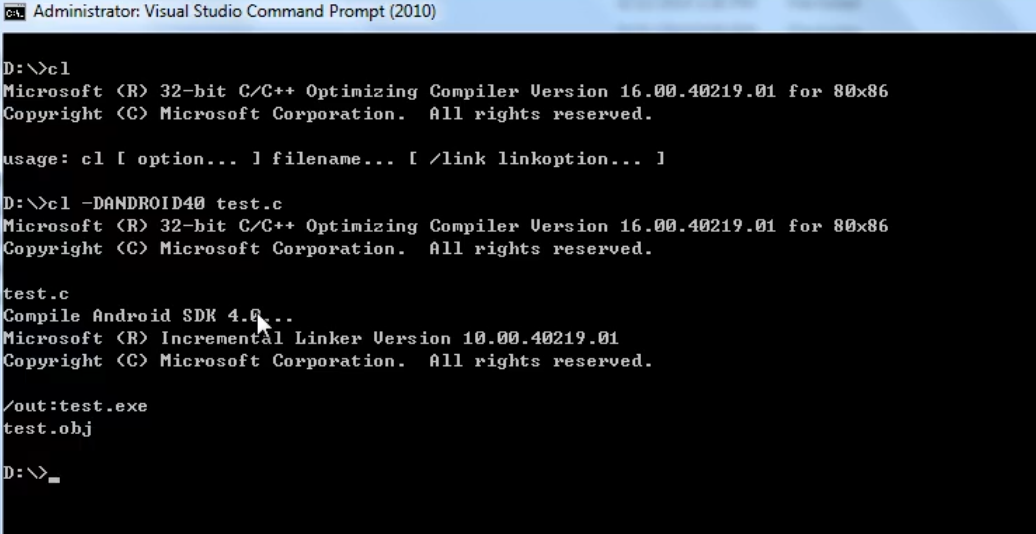 Administrator: Visual Studio Command Prompt (2010)
D:\>cl
Microsoft (R) 32-bit C/C++ Optimizing Compiler Version 16.00.40219.01 for 80x86
Copyright (C) Microsoft Corporation.  All rights reserved.
usage: cl [ option... ] filename... [ /link linkoption... ]
D:\>cl -DANDROID40 test.c
Microsoft (R) 32-bit C/C++ Optimizing Compiler Version 16.00.40219.01 for 80x86
Copyright (C) Microsoft Corporation.  All rights reserved.
test.c
Compile Android SDK 4.0...
Microsoft (R) Incremental Linker Version 10.00.40219.01
Copyright (C) Microsoft Corporation.  All rights reserved.
/out:test.exe
test.obj
D:\>_